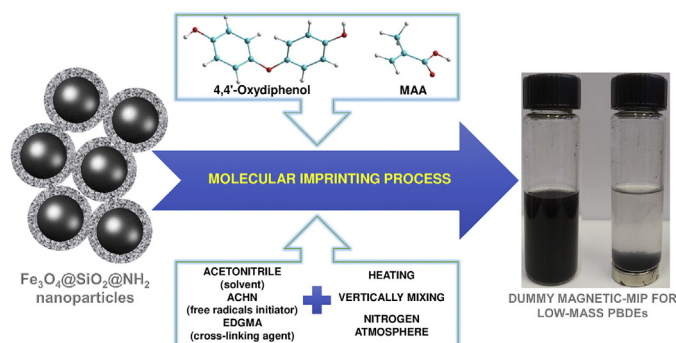 4,4'-Oxydiphenol
MAA
MOLECULAR IMPRINTING PROCESS
Fe₃O₄@SiO₂@NH₂
nanoparticles
ACETONITRILE
(solvent)
ACHN
(free radicals initiator)
EDGMA
(cross-linking agent)
HEATING
VERTICALLY MIXING
NITROGEN
ATMOSPHERE
DUMMY MAGNETIC-MIP FOR
LOW-MASS PBDEs